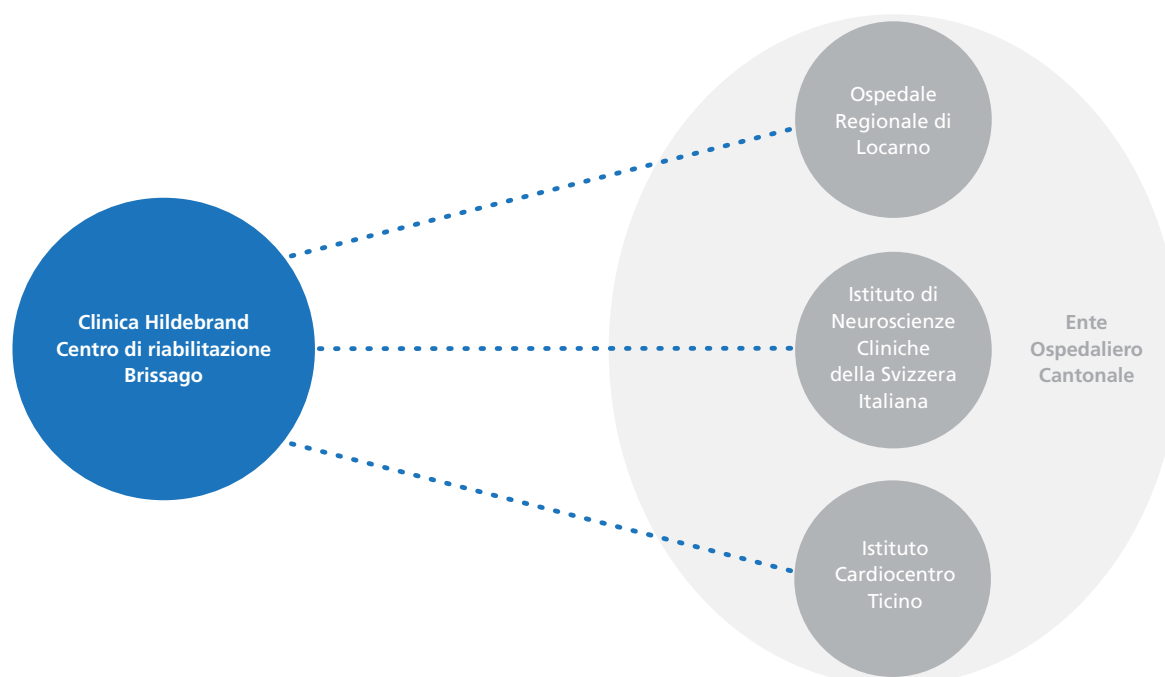 Clinica Hildebrand
Centro di riabilitazione
Brissago
Ospedale
Regionale di
Locarno
Istituto di
Neuroscienze
Cliniche
della Svizzera
Italiana
Istituto
Cardiocentro
Ticino
Ente
Ospedaliero
Cantonale